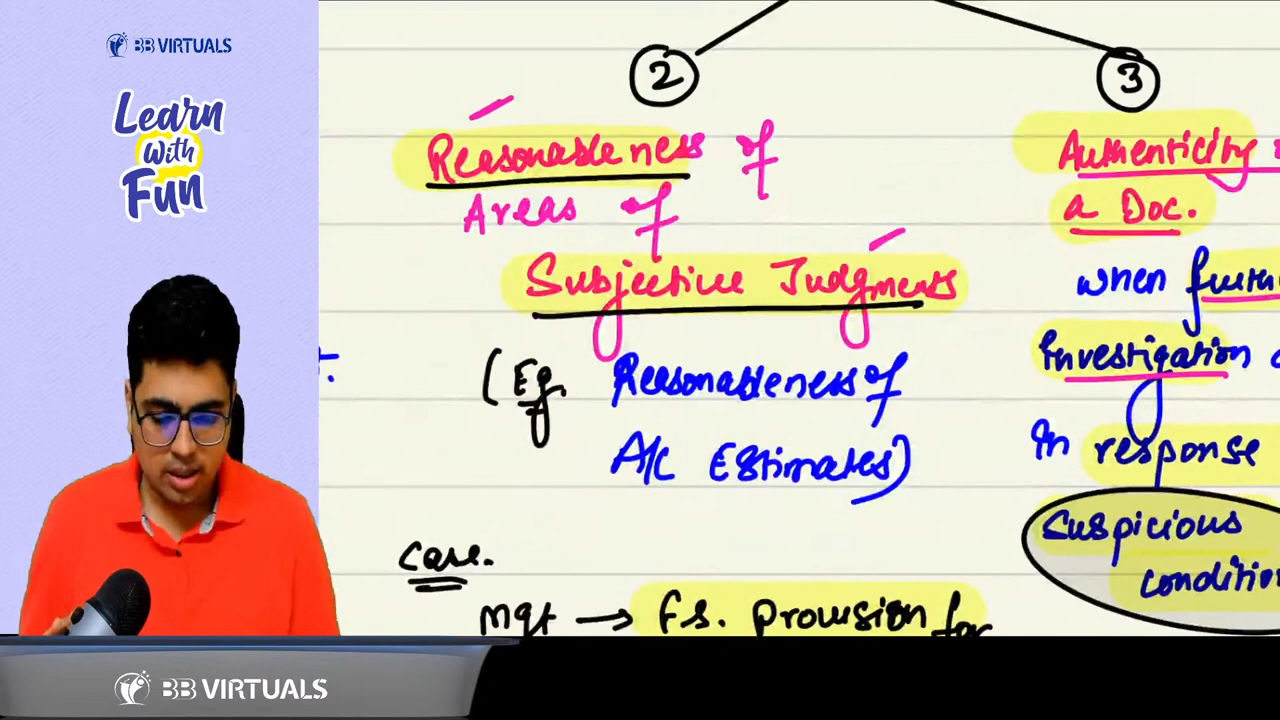 BB VIRTUALS
Learn
With
Fun
2
Reasonableness of
Areas of
Subjective Judgments
(Eg. Reasonableness of
A/c Estimates)
Case.
Mgt → Fs. provision for
3
Authenticity
a Doc.
when
Investigation
In response
Suspicious
BB VIRTUALS